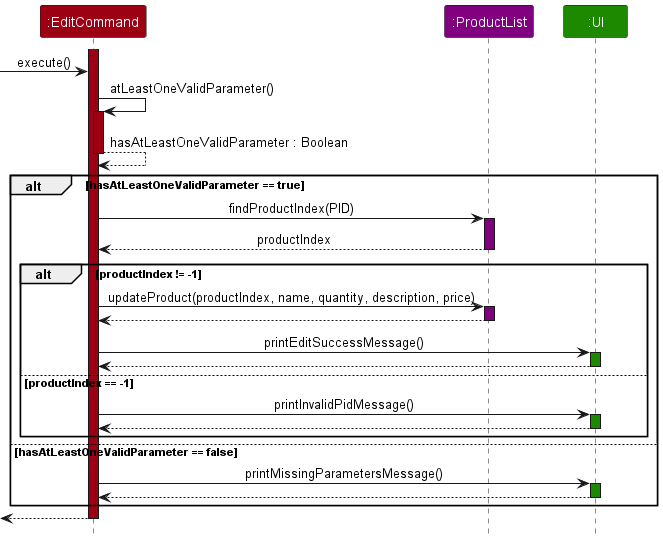 :EditCommand
:ProductList
:UI
execute()
atLeastOneValidParameter()
hasAtLeastOneValidParameter : Boolean
alt
[hasAtLeastOneValidParameter == true]
findProductIndex(PID)
productIndex
alt
[productIndex != -1]
updateProduct(productIndex, name, quantity, description, price)
printEditSuccessMessage()
[productIndex == -1]
printInvalidPidMessage()
[hasAtLeastOneValidParameter == false]
printMissingParametersMessage()